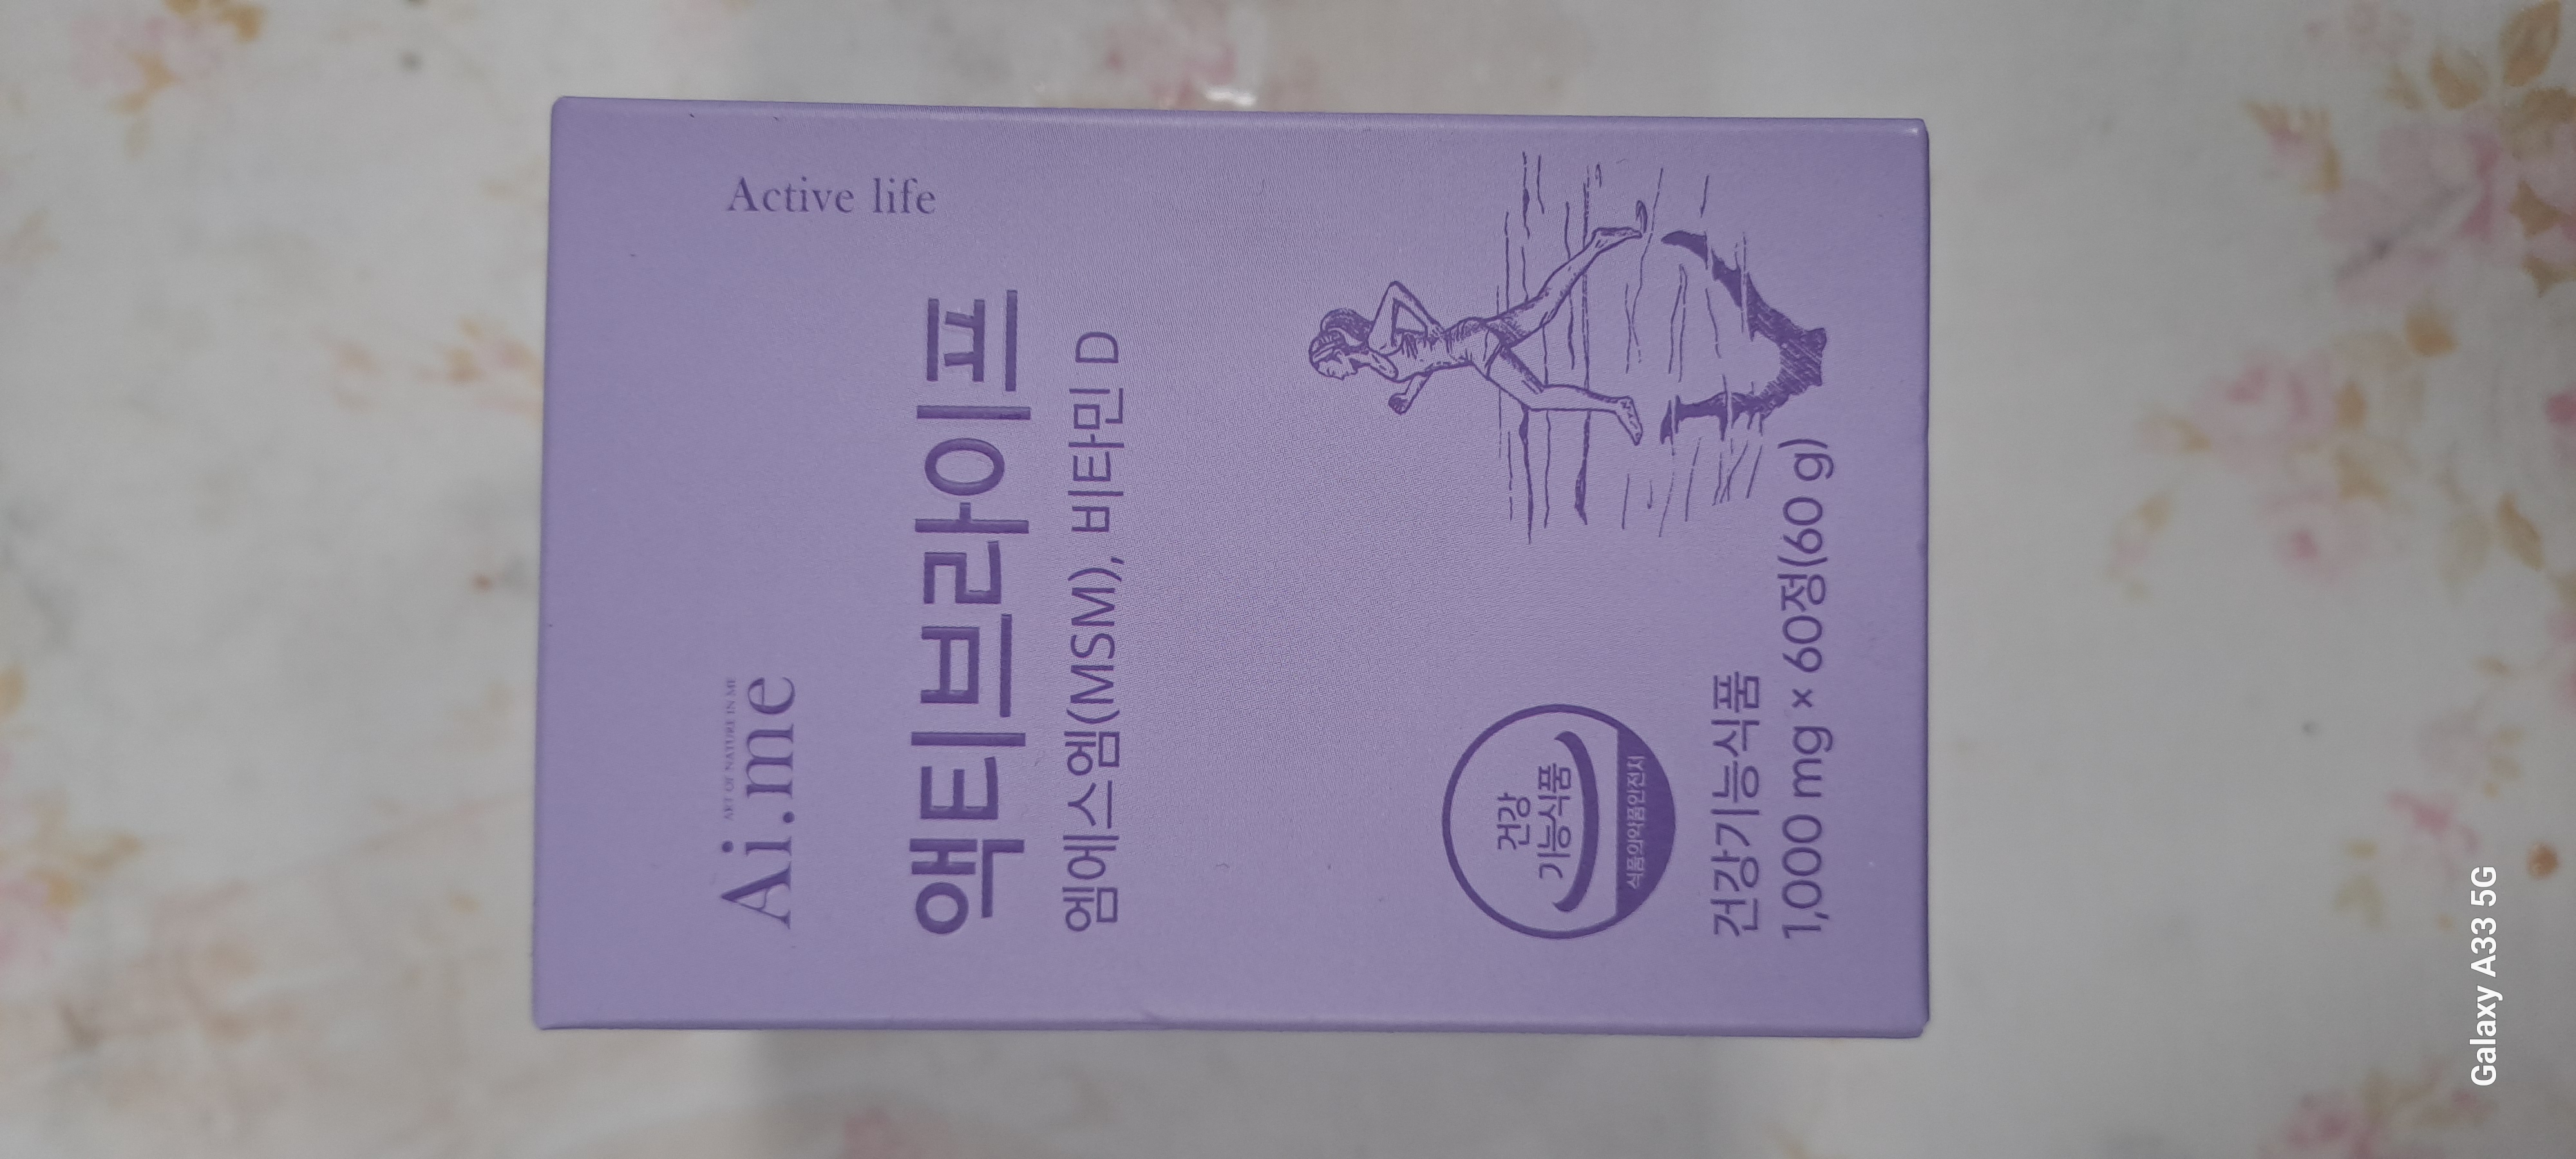 Active life
ART OF NATURE IN ME
Ai.me
액티브라이프
엠에스엠(MSM), 비타민 D
건강
기능식품
식품의약품안전처
건강기능식품
1,000 mg × 60정(60 g)
Galaxy A33 5G